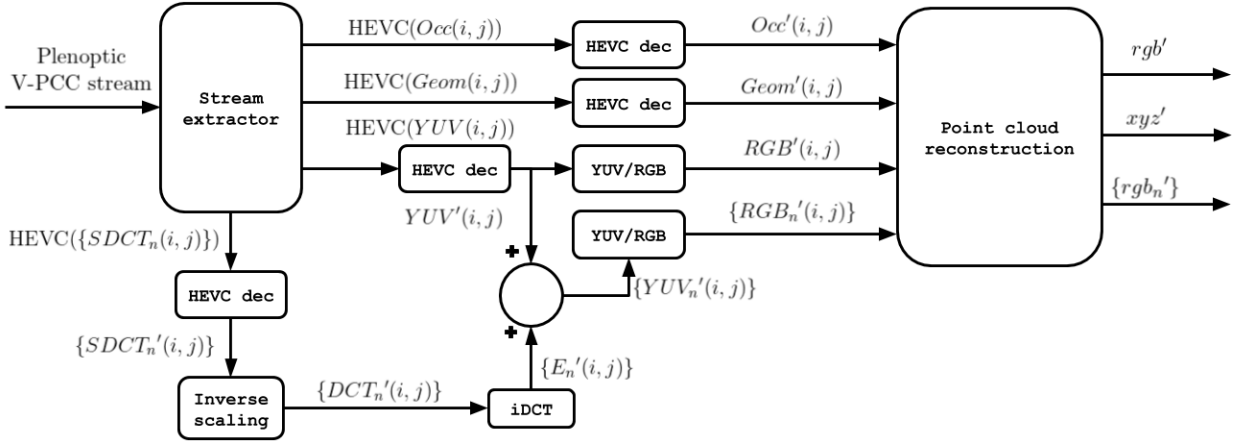 Plenoptic
V-PCC stream
Stream
extractor
HEVC(Occ(i, j))
HEVC dec
Occ′(i, j)
HEVC(Geom(i, j))
HEVC dec
Geom′(i, j)
HEVC(YUV(i, j))
HEVC dec
YUV/RGB
RGB′(i, j)
YUV′(i, j)
YUV/RGB
{RGBₙ′(i, j)}
Point cloud
reconstruction
rgb′
xyz′
{rgbₙ′}
HEVC({SDCTₙ(i, j)})
HEVC dec
{SDCTₙ′(i, j)}
Inverse
scaling
{DCTₙ′(i, j)}
iDCT
{Eₙ′(i, j)}
+
+
{YUVₙ′(i, j)}